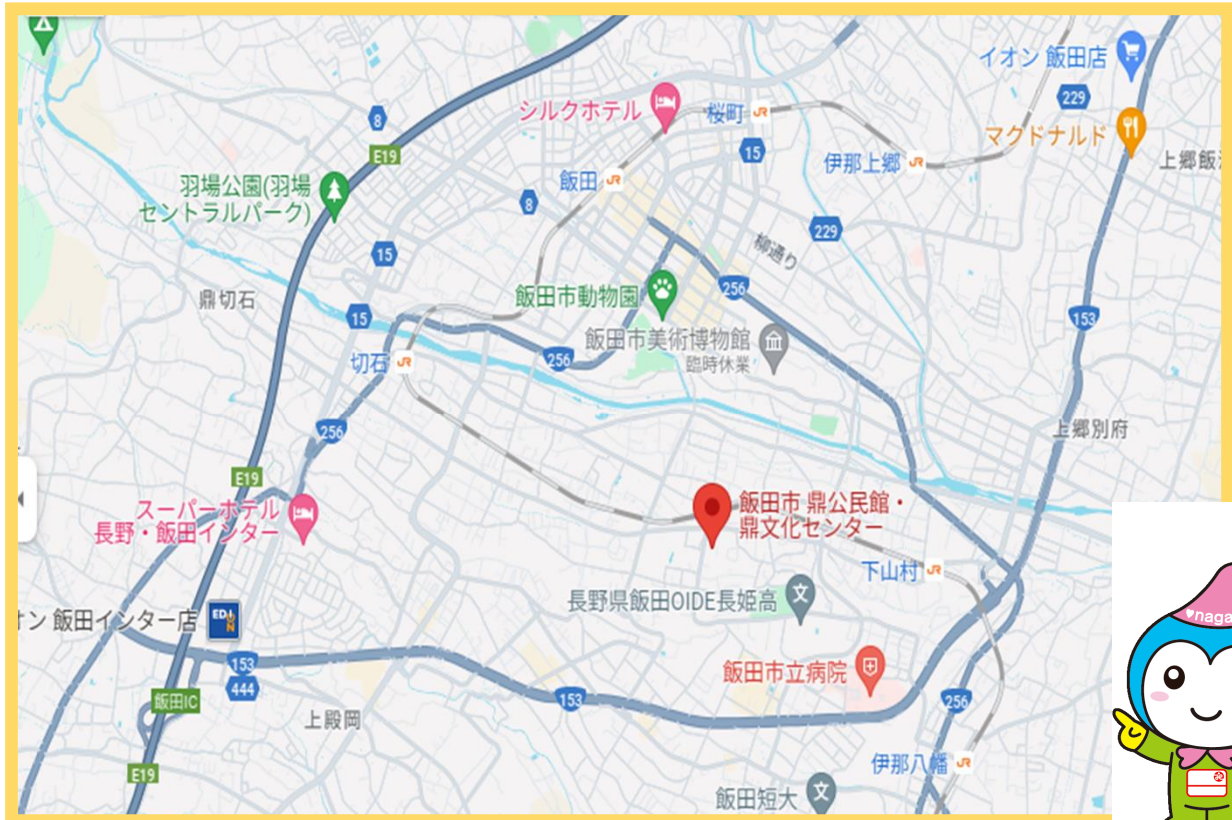 イオン 飯田店
229
シルクホテル
桜町
8
マクドナルド
15
E19
伊那上郷
上郷飯
飯田
羽場公園(羽場
セントラルパーク)
8
229
柳通り
15
飯田市動物園
256
鼎切石
15
153
飯田市美術博物館
臨時休業
切石
256
256
上郷別府
E19
スーパーホテル
長野・飯田インター
飯田市 鼎公民館・
鼎文化センター
下山村
長野県飯田OIDE長姫高
オン 飯田インター店
EDION
♥naga
153
飯田市立病院
444
飯田IC
153
256
上殿岡
伊那八幡
E19
飯田短大